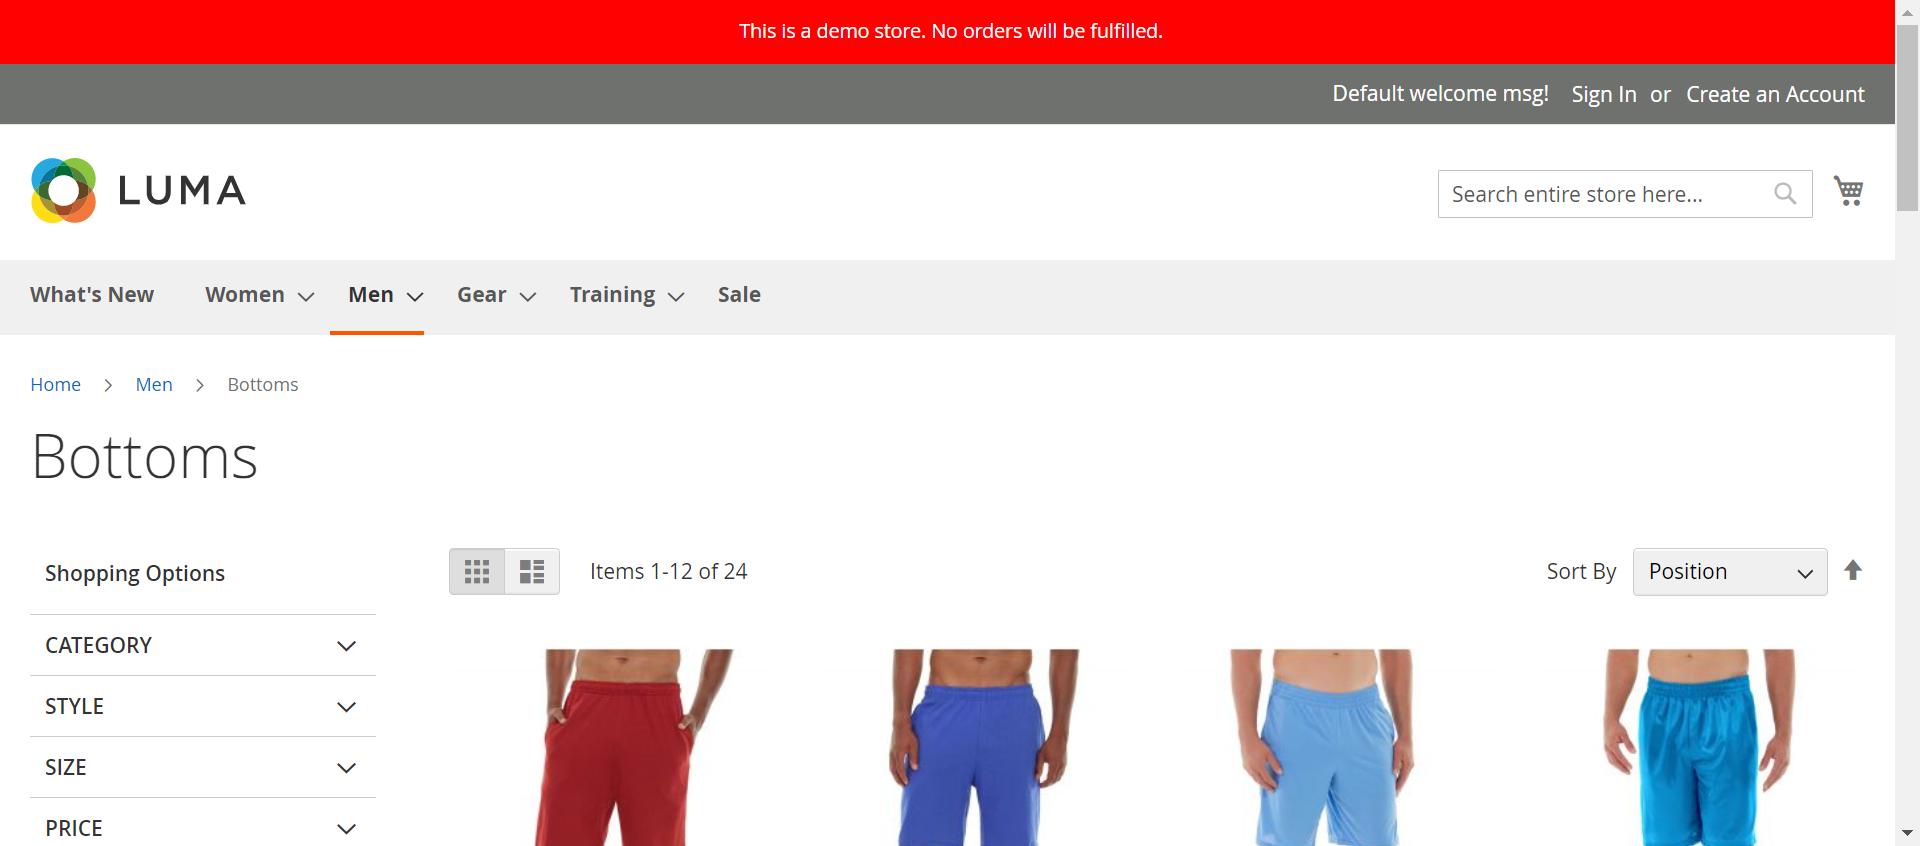 This is a demo store. No orders will be fulfilled.
Default welcome msg! Sign In or Create an Account
LUMA
Search entire store here...
What's New Women Men Gear Training Sale
Home > Men > Bottoms
Bottoms
Shopping Options
Items 1-12 of 24
Sort By Position
CATEGORY
STYLE
SIZE
PRICE